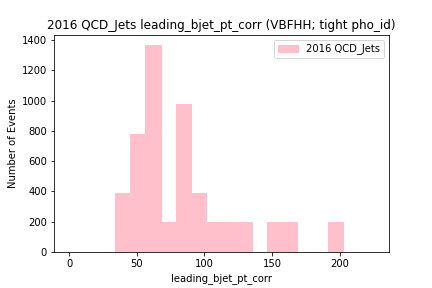 2016 QCD_Jets leading_bjet_pt_corr (VBFHH; tight pho_id)
2016 QCD_Jets
Number of Events
1400
1200
1000
800
600
400
200
0
0 50 100 150 200
leading_bjet_pt_corr